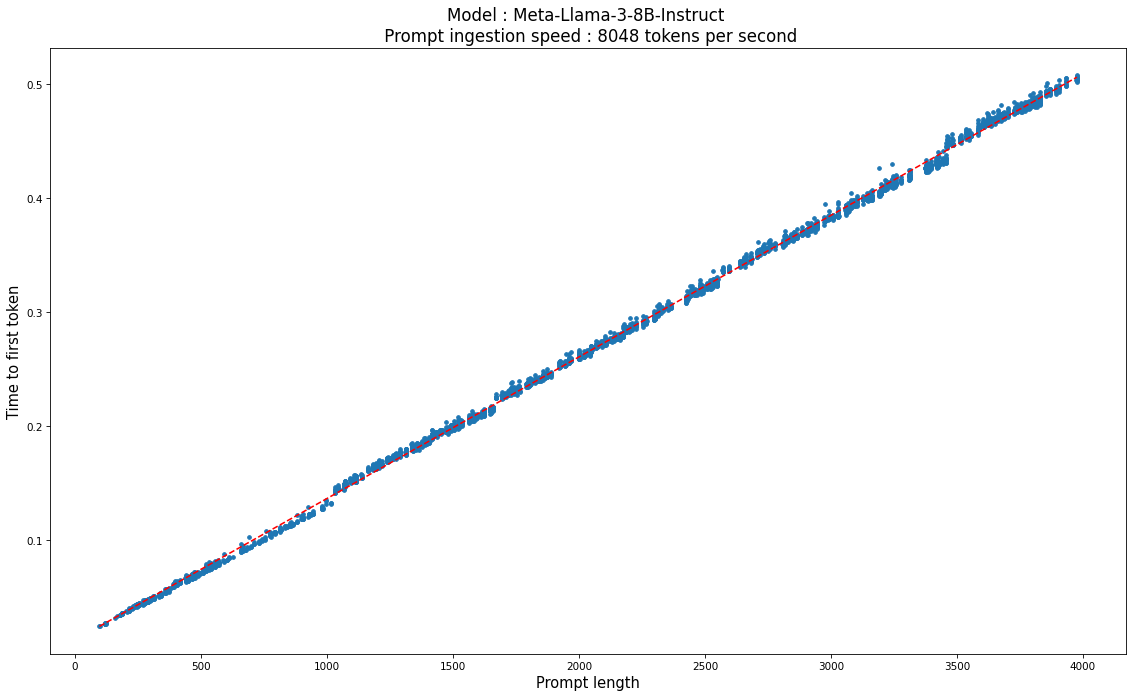 Model : Meta-Llama-3-8B-Instruct
Prompt ingestion speed : 8048 tokens per second
0.5
0.4
0.3
0.2
0.1
Time to first token
0 500 1000 1500 2000 2500 3000 3500 4000
Prompt length